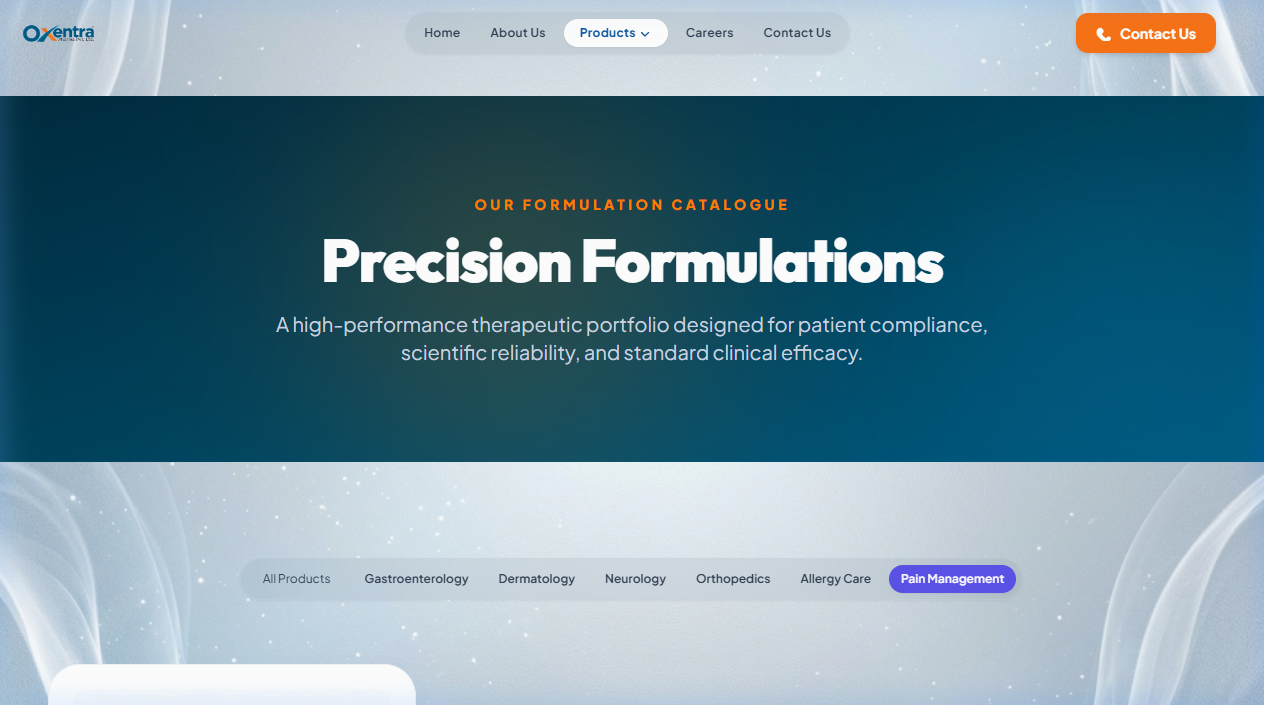 Oxentra
Home
About Us
Products
Careers
Contact Us
Contact Us
OUR FORMULATION CATALOGUE
Precision Formulations
A high-performance therapeutic portfolio designed for patient compliance,
scientific reliability, and standard clinical efficacy.
All Products
Gastroenterology
Dermatology
Neurology
Orthopedics
Allergy Care
Pain Management